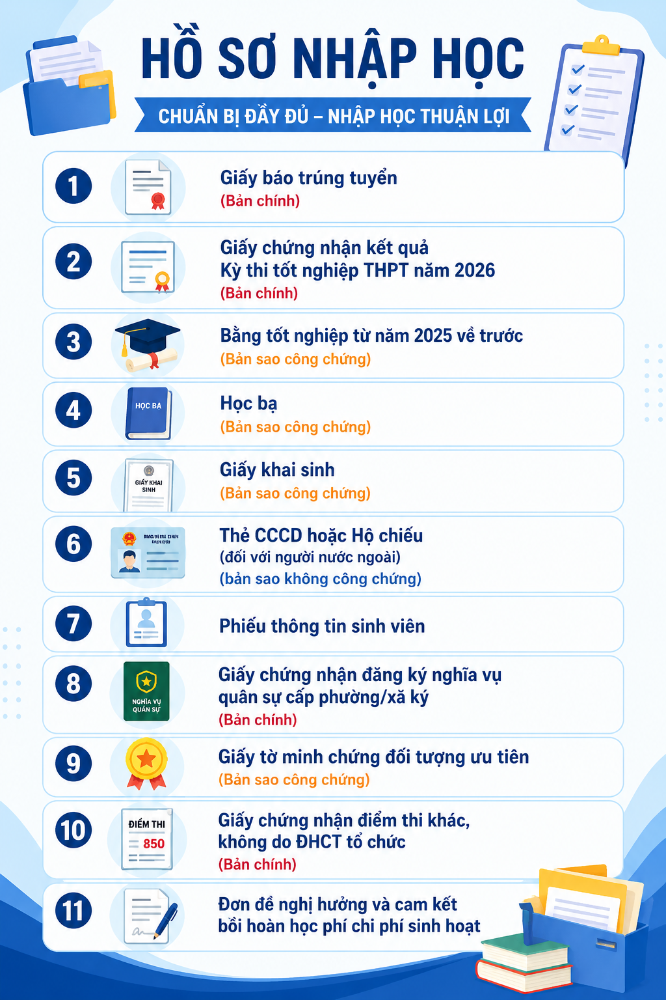 HỒ SƠ NHẬP HỌC
CHUẨN BỊ ĐẦY ĐỦ – NHẬP HỌC THUẬN LỢI
1
Giấy báo trúng tuyển
(Bản chính)
2
Giấy chứng nhận kết quả
Kỳ thi tốt nghiệp THPT năm 2026
(Bản chính)
3
Bằng tốt nghiệp từ năm 2025 về trước
(Bản sao công chứng)
4
HỌC BẠ
Học bạ
(Bản sao công chứng)
5
GIẤY KHAI
SINH
Giấy khai sinh
(Bản sao công chứng)
6
Thẻ CCCD hoặc Hộ chiếu
(đối với người nước ngoài)
(bản sao không công chứng)
7
Phiếu thông tin sinh viên
8
NGHĨA VỤ
QUÂN SỰ
Giấy chứng nhận đăng ký nghĩa vụ
quân sự cấp phường/xã ký
(Bản chính)
9
Giấy tờ minh chứng đối tượng ưu tiên
(Bản sao công chứng)
10
ĐIỂM THI
850
Giấy chứng nhận điểm thi khác,
không do ĐHCT tổ chức
(Bản chính)
11
Đơn đề nghị hưởng và cam kết
bồi hoàn học phí chi phí sinh hoạt